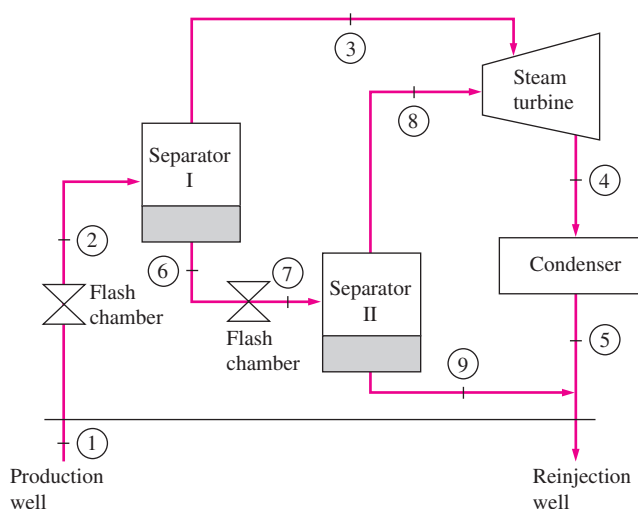 3
Steam
turbine
8
Separator
I
4
2
6
7
Condenser
Flash
chamber
Separator
II
Flash
chamber
5
9
1
Production
well
Reinjection
well